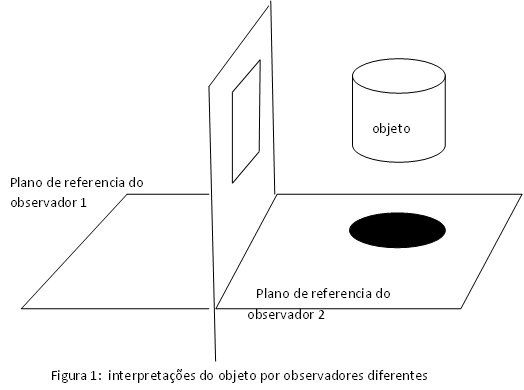 objeto
Plano de referencia do
observador 1
Plano de referencia do
observador 2
Figura 1:  interpretações do objeto por observadores diferentes